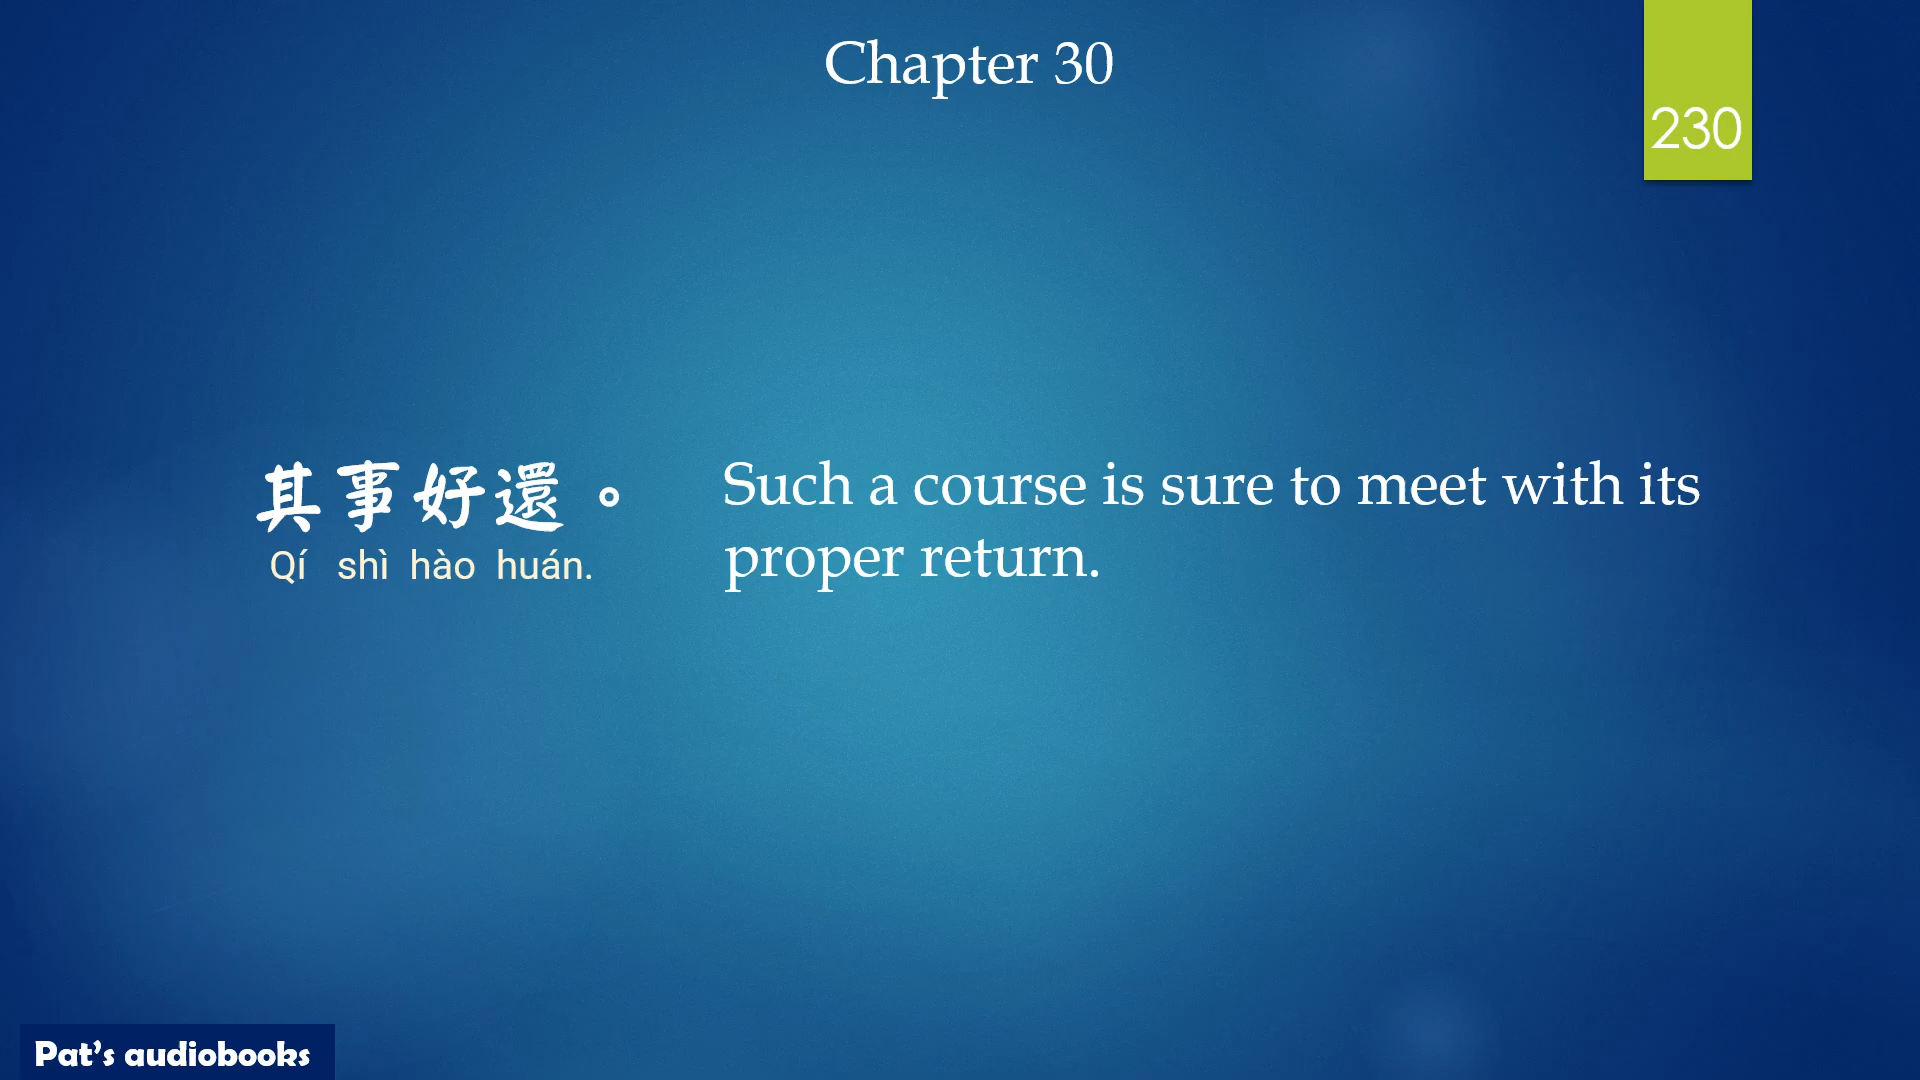 Chapter 30
230
其事好還。
Qí shì hào huán.
Such a course is sure to meet with its
proper return.
Pat's audiobooks